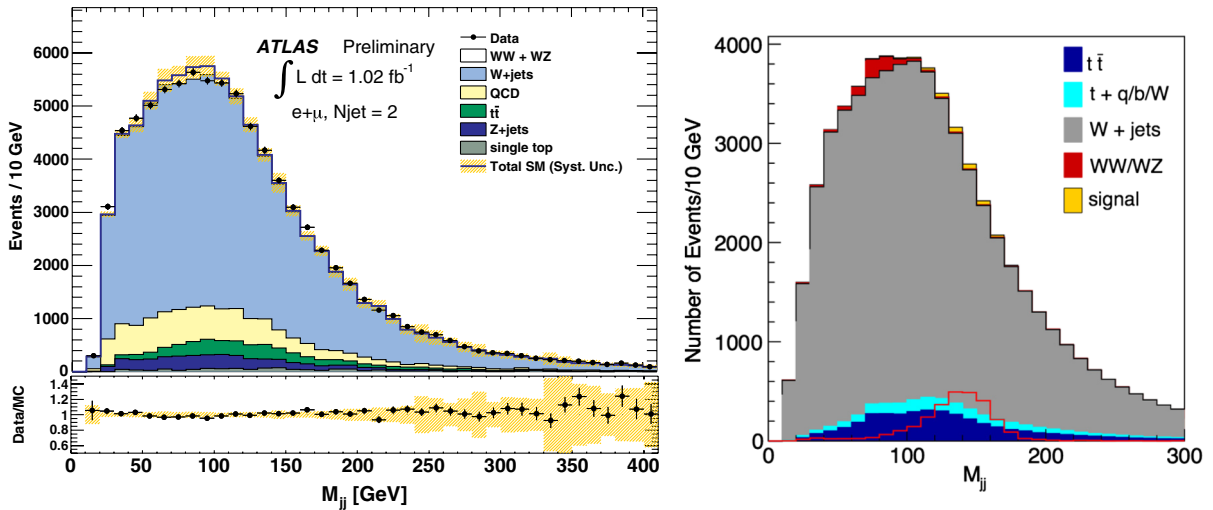 Events / 10 GeV
6000
5000
4000
3000
2000
1000
0
ATLAS Preliminary
∫ L dt = 1.02 fb⁻¹
e+μ, Njet = 2
Data
WW + WZ
W+jets
QCD
tt̄
Z+jets
single top
Total SM (Syst. Unc.)
Data/MC
1.4
1.2
1
0.8
0.6
0 50 100 150 200 250 300 350 400
M_jj [GeV]
Number of Events/10 GeV
4000
2000
0
t t̄
t + q/b/W
W + jets
WW/WZ
signal
0 100 200 300
M_jj